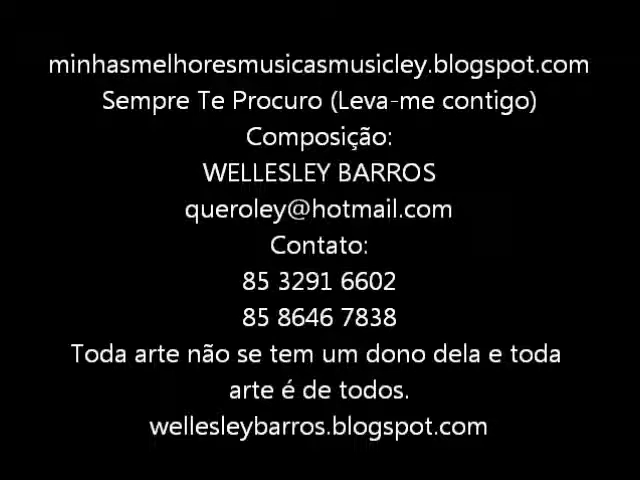 minhasmelhoresmusicasmusicley.blogspot.com
Sempre Te Procuro (Leva-me contigo)
Composição:
WELLESLEY BARROS
queroley@hotmail.com
Contato:
85 3291 6602
85 8646 7838
Toda arte não se tem um dono dela e toda
arte é de todos.
wellesleybarros.blogspot.com